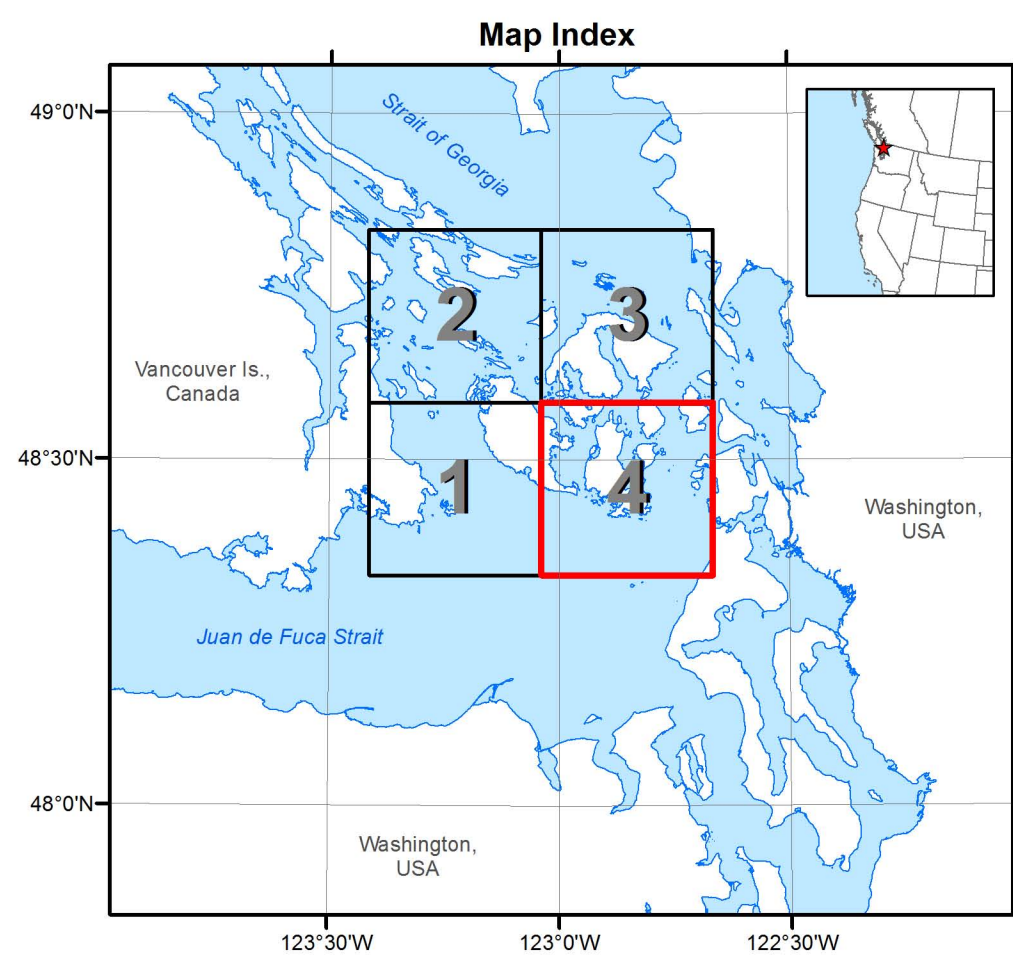 Map Index
49°0'N
Strait of Georgia
2
3
Vancouver Is.,
Canada
48°30'N
1
4
Washington,
USA
Juan de Fuca Strait
48°0'N
Washington,
USA
123°30'W
123°0'W
122°30'W